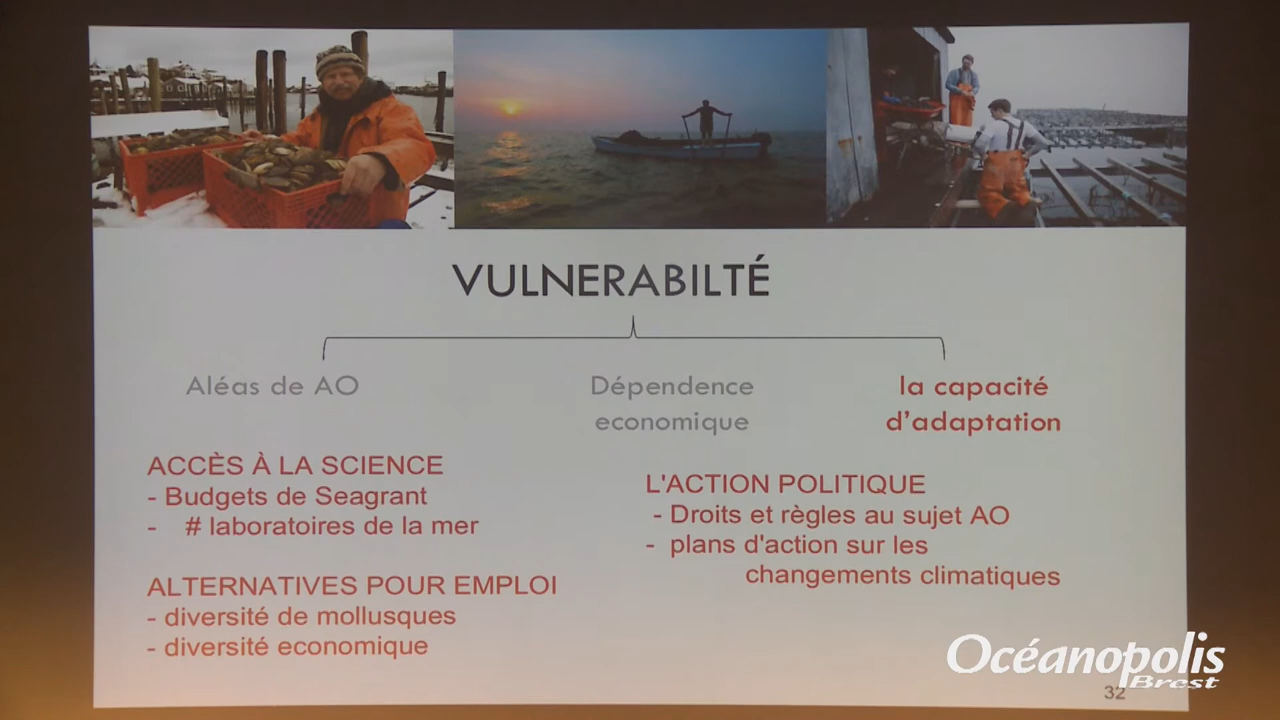 VULNERABILTÉ
Aléas de AO
Dépendence
economique
la capacité
d'adaptation
ACCÈS À LA SCIENCE
- Budgets de Seagrant
- # laboratoires de la mer
ALTERNATIVES POUR EMPLOI
- diversité de mollusques
- diversité economique
L'ACTION POLITIQUE
- Droits et règles au sujet AO
- plans d'action sur les
changements climatiques
Océanopolis
Brest
32